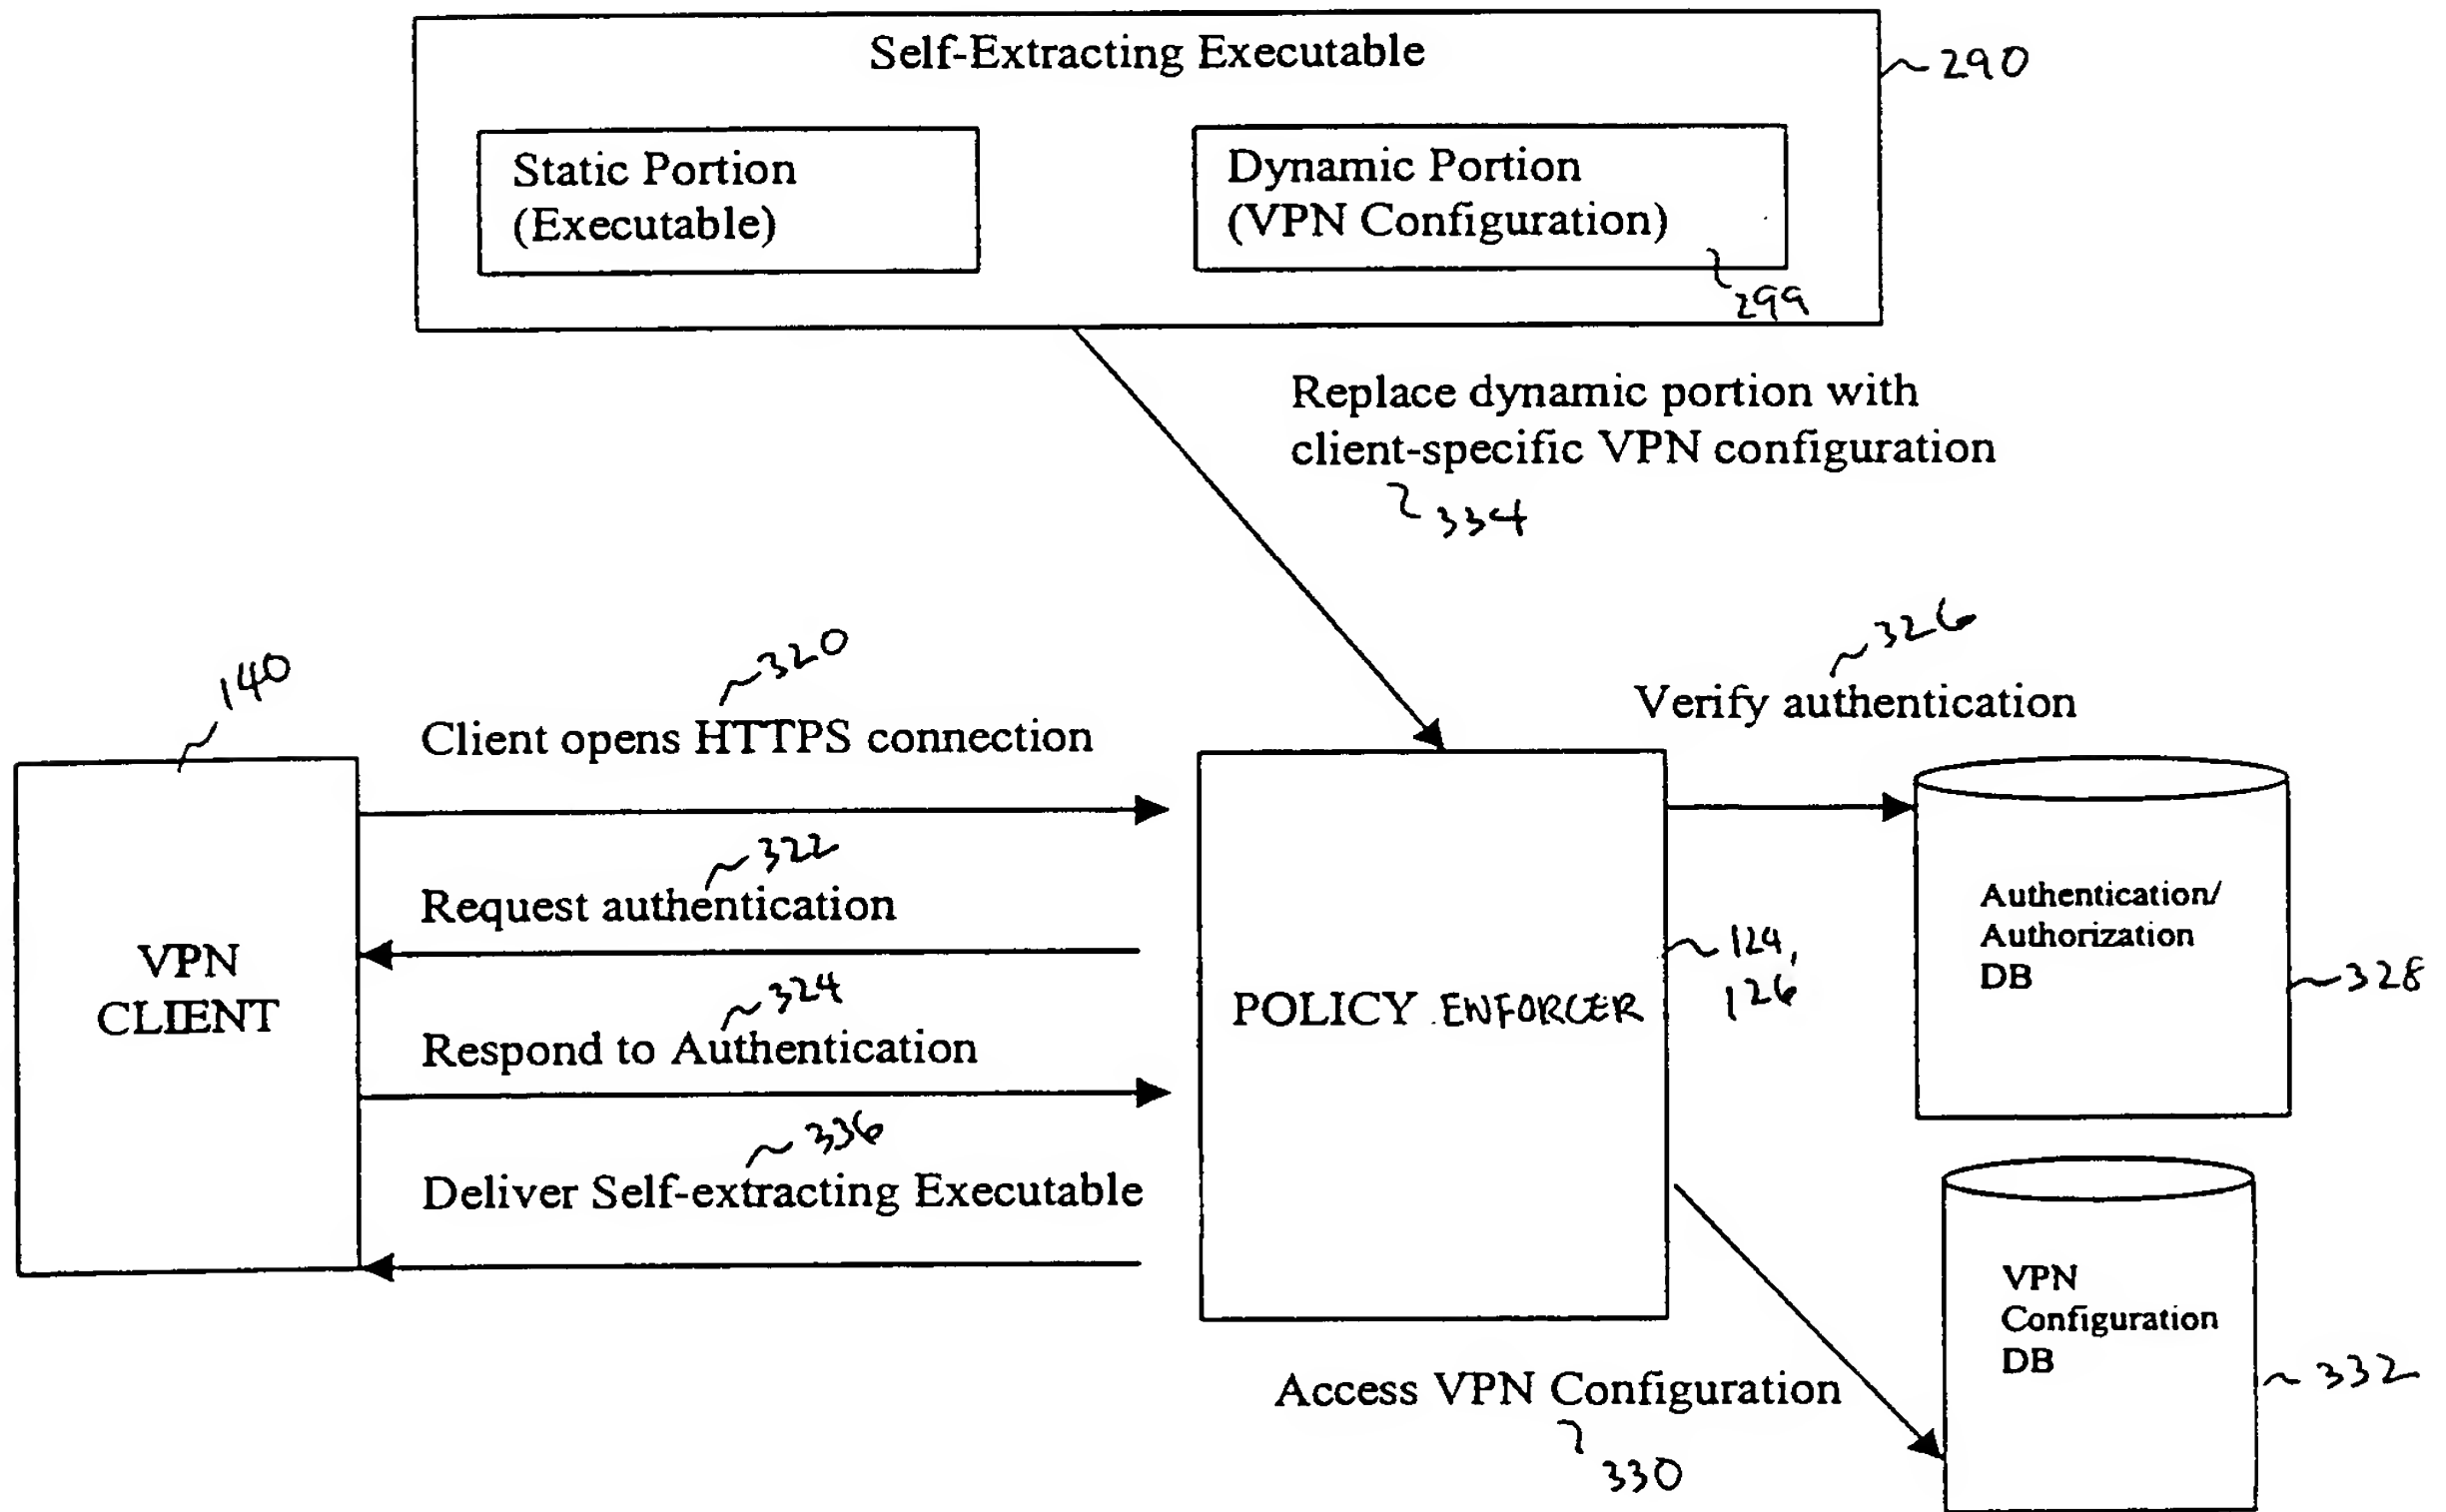 Self-Extracting Executable
290
Static Portion
(Executable)
Dynamic Portion
(VPN Configuration)
299
Replace dynamic portion with
client-specific VPN configuration
334
326
Verify authentication
140
320
Client opens HTTPS connection
322
Request authentication
324
Respond to Authentication
336
Deliver Self-extracting Executable
VPN
CLIENT
POLICY ENFORCER
124,
126
Authentication/
Authorization
DB
328
VPN
Configuration
DB
332
Access VPN Configuration
330